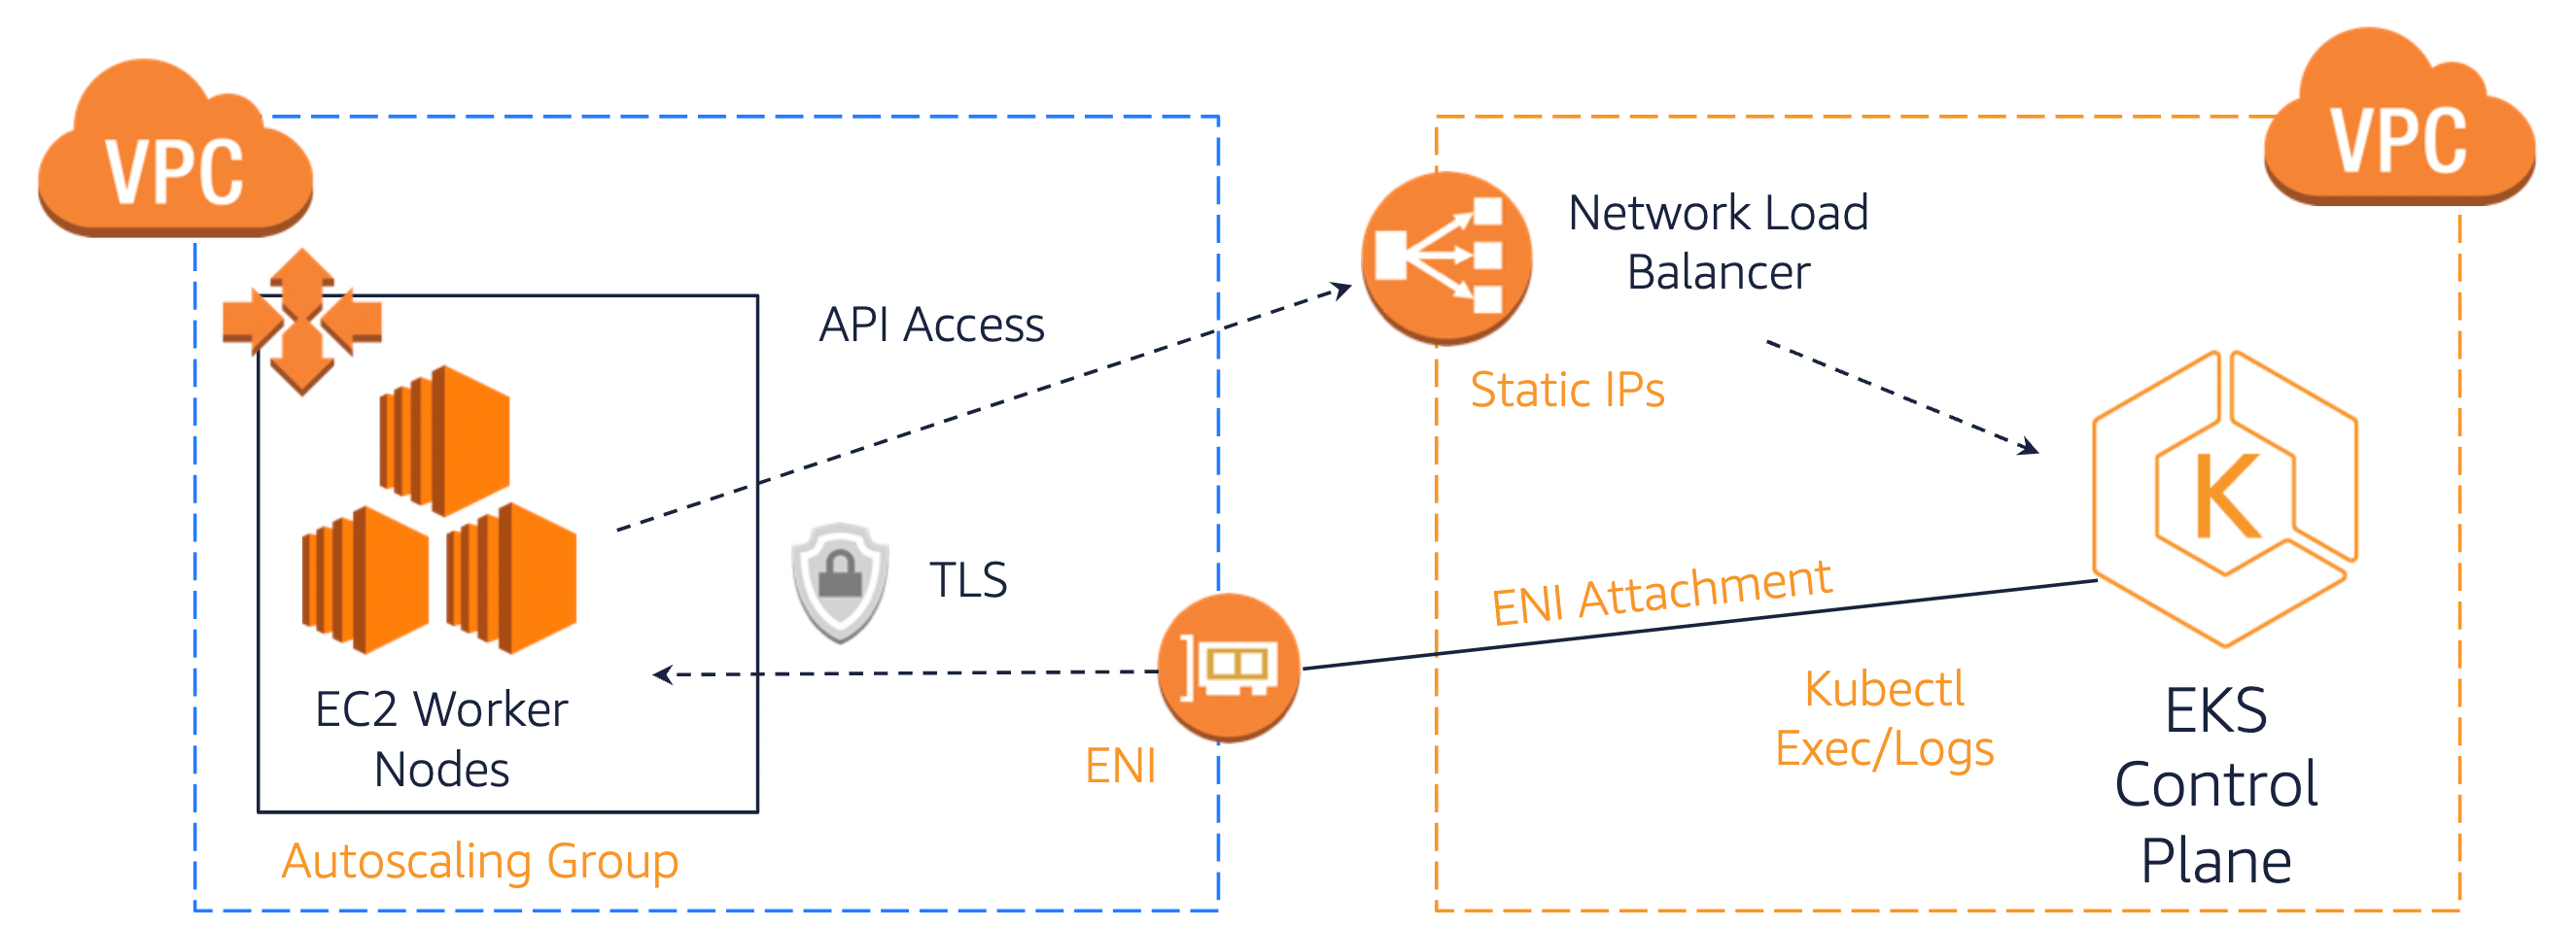 VPC
VPC
Network Load
Balancer
API Access
Static IPs
K
TLS
ENI Attachment
EC2 Worker
Nodes
ENI
Kubectl
Exec/Logs
EKS
Control
Plane
Autoscaling Group